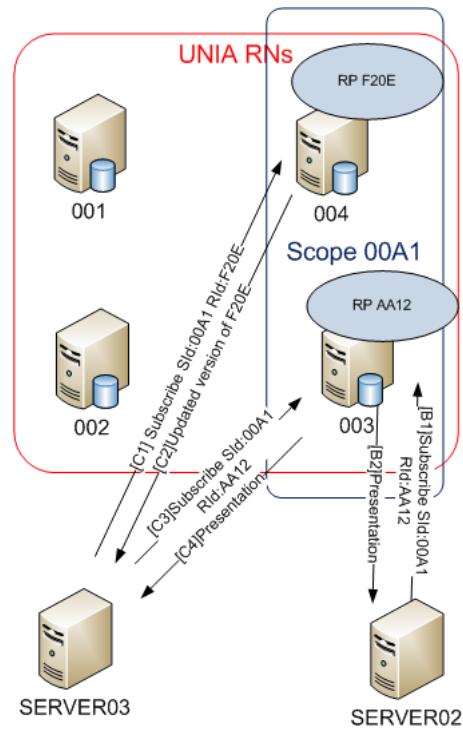 UNIA RNs
RP F20E
001
004
Scope 00A1
RP AA12
002
003
[C1] Subscribe SId:00A1 RId:F20E
[C2]Updated version of F20E
[C3]Subscribe SId:00A1
RId:AA12
[C4]Presentation
[B2]Presentation
[B1]Subscribe SId:00A1
RId:AA12
SERVER03
SERVER02